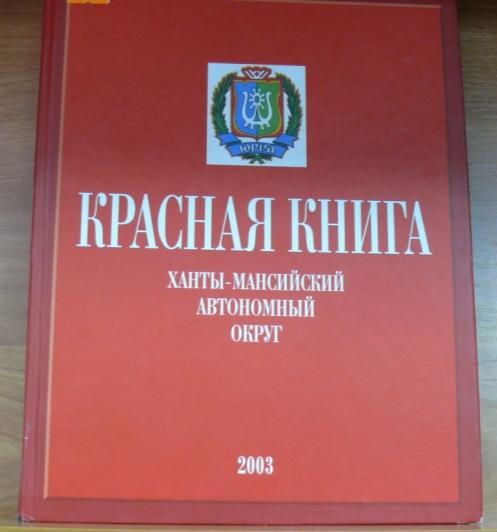 ЮГРА
КРАСНАЯ КНИГА
ХАНТЫ-МАНСИЙСКИЙ
АВТОНОМНЫЙ
ОКРУГ
2003